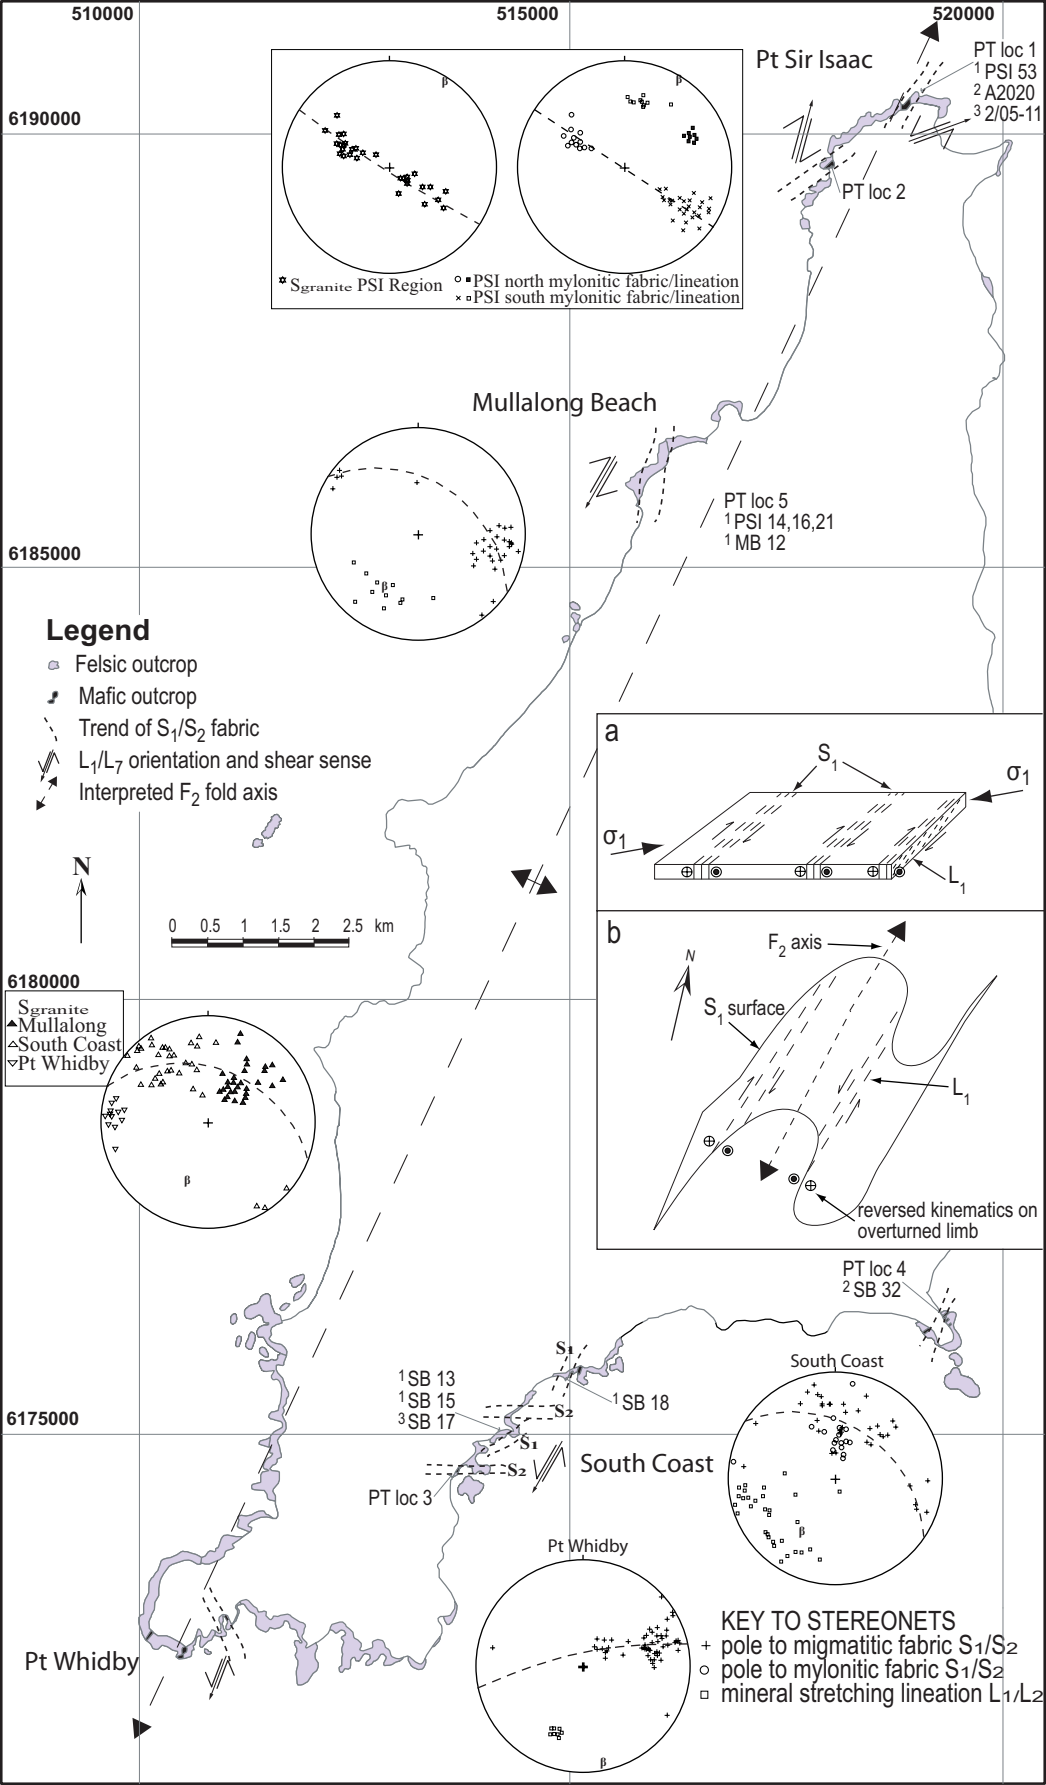 510000
515000
520000
6190000
6185000
6180000
6175000
Pt Sir Isaac
PT loc 1
1 PSI 53
2 A2020
3 2/05-11
PT loc 2
β
β
Sgranite PSI Region
PSI north mylonitic fabric/lineation
PSI south mylonitic fabric/lineation
Mullalong Beach
PT loc 5
1 PSI 14,16,21
1 MB 12
β
Legend
Felsic outcrop
Mafic outcrop
Trend of S1/S2 fabric
L1/L7 orientation and shear sense
Interpreted F2 fold axis
N
0 0.5 1 1.5 2 2.5 km
a
S1
σ1
σ1
L1
b
F2 axis
N
S1 surface
L1
reversed kinematics on
overturned limb
Sgranite
Mullalong
South Coast
Pt Whidby
β
PT loc 4
2 SB 32
S1
1 SB 13
1 SB 15
3 SB 17
1 SB 18
S2
S1
S2
PT loc 3
South Coast
South Coast
β
Pt Whidby
β
Pt Whidby
KEY TO STEREONETS
+ pole to migmatitic fabric S1/S2
pole to mylonitic fabric S1/S2
mineral stretching lineation L1/L2